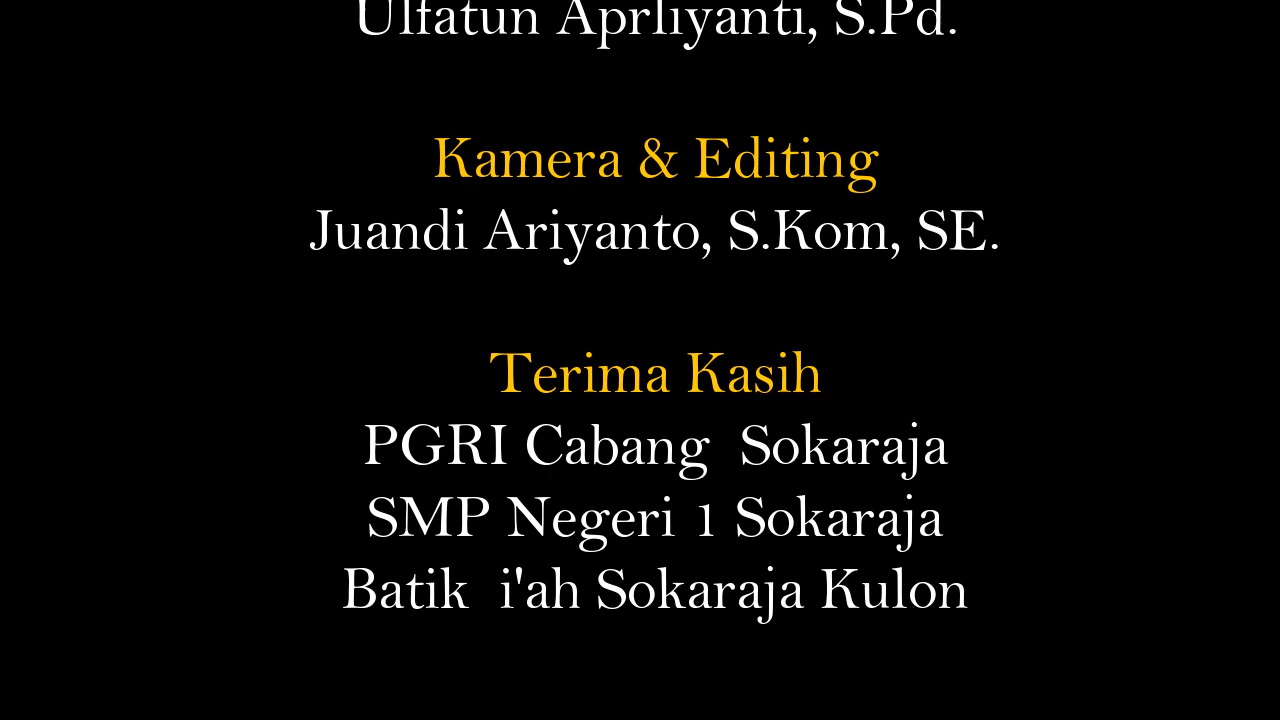 Ulfatun Aprliyanti, S.Pd.
Kamera & Editing
Juandi Ariyanto, S.Kom, SE.
Terima Kasih
PGRI Cabang  Sokaraja
SMP Negeri 1 Sokaraja
Batik  i'ah Sokaraja Kulon